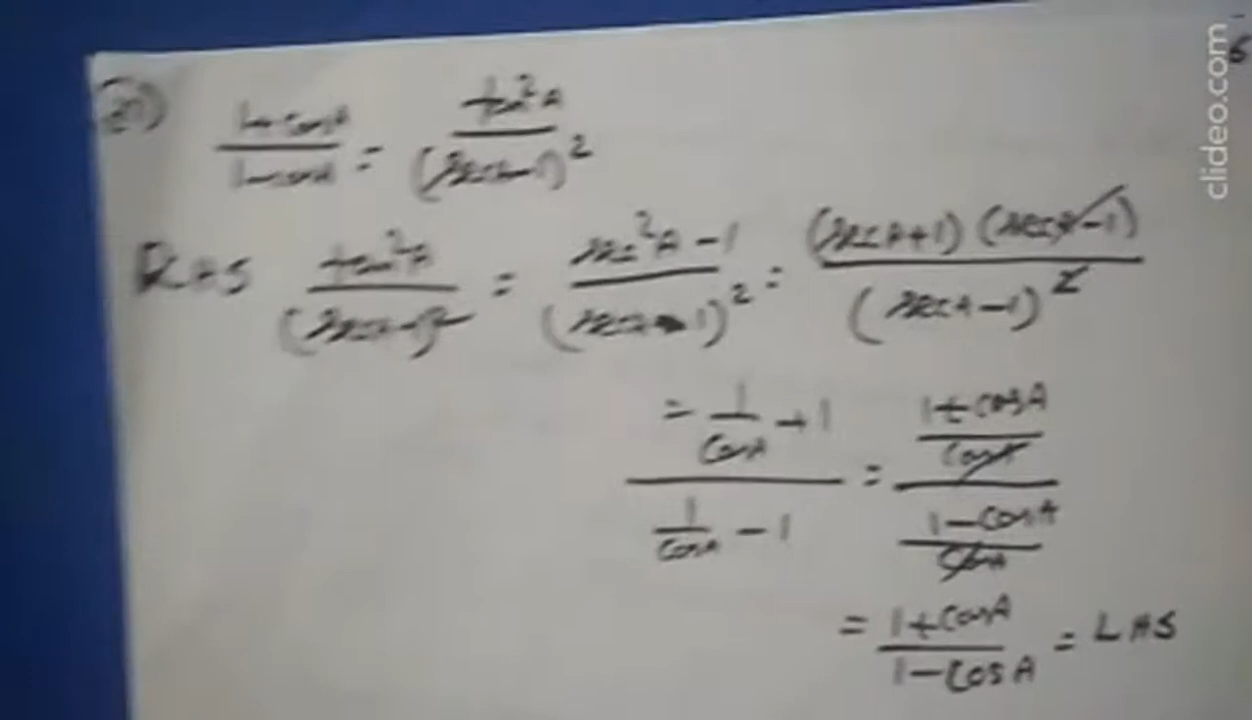 21) (1+cosA)/(1-cosA) = tan²A/(secA-1)²
RHS tan²A/(secA-1)² = (sec²A-1)/(secA-1)² = (secA+1)(secA-1)/(secA-1)²
= (1/cosA + 1)/(1/cosA - 1) = ((1+cosA)/cosA)/((1-cosA)/cosA)
= (1+cosA)/(1-cosA) = LHS
clideo.com